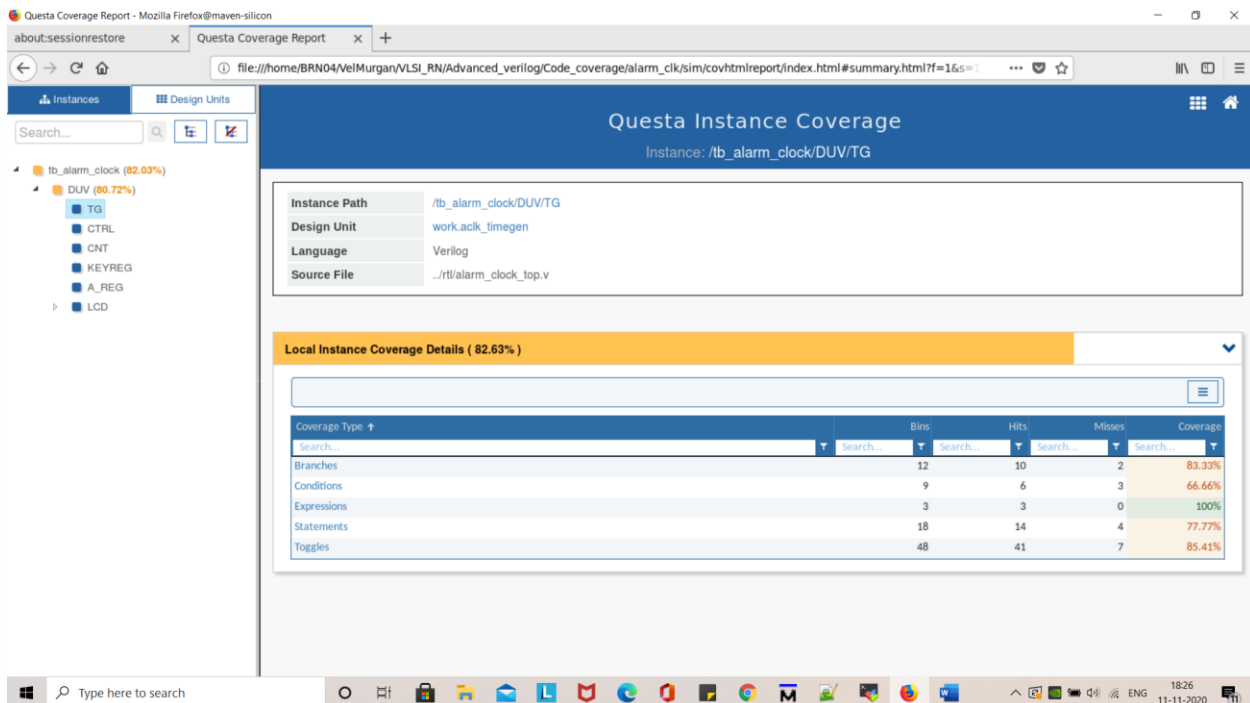 Questa Coverage Report - Mozilla Firefox@maven-silicon
about:sessionrestore Questa Coverage Report
file:///home/BRN04/VelMurgan/VLSI_RN/Advanced_verilog/Code_coverage/alarm_clk/sim/covhtmlreport/index.html#summary.html?f=1&s=
Instances Design Units
Search...
Questa Instance Coverage
Instance: /tb_alarm_clock/DUV/TG
tb_alarm_clock (82.03%)
DUV (80.72%)
TG
CTRL
CNT
KEYREG
A_REG
LCD
Instance Path /tb_alarm_clock/DUV/TG
Design Unit work.aclk_timegen
Language Verilog
Source File ../rtl/alarm_clock_top.v
Local Instance Coverage Details ( 82.63% )
Coverage Type Bins Hits Misses Coverage
Search... Search... Search... Search... Search...
Branches 12 10 2 83.33%
Conditions 9 6 3 66.66%
Expressions 3 3 0 100%
Statements 18 14 4 77.77%
Toggles 48 41 7 85.41%
Type here to search
ENG
18:26
11-11-2020